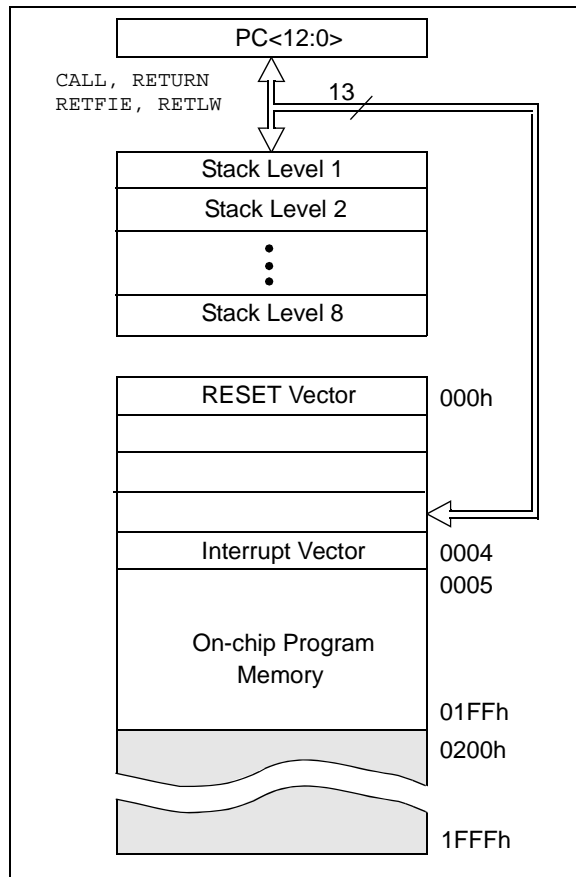 PC<12:0>
CALL, RETURN
RETFIE, RETLW
13
Stack Level 1
Stack Level 2
Stack Level 8
RESET Vector
000h
Interrupt Vector
0004
0005
On-chip Program
Memory
01FFh
0200h
1FFFh